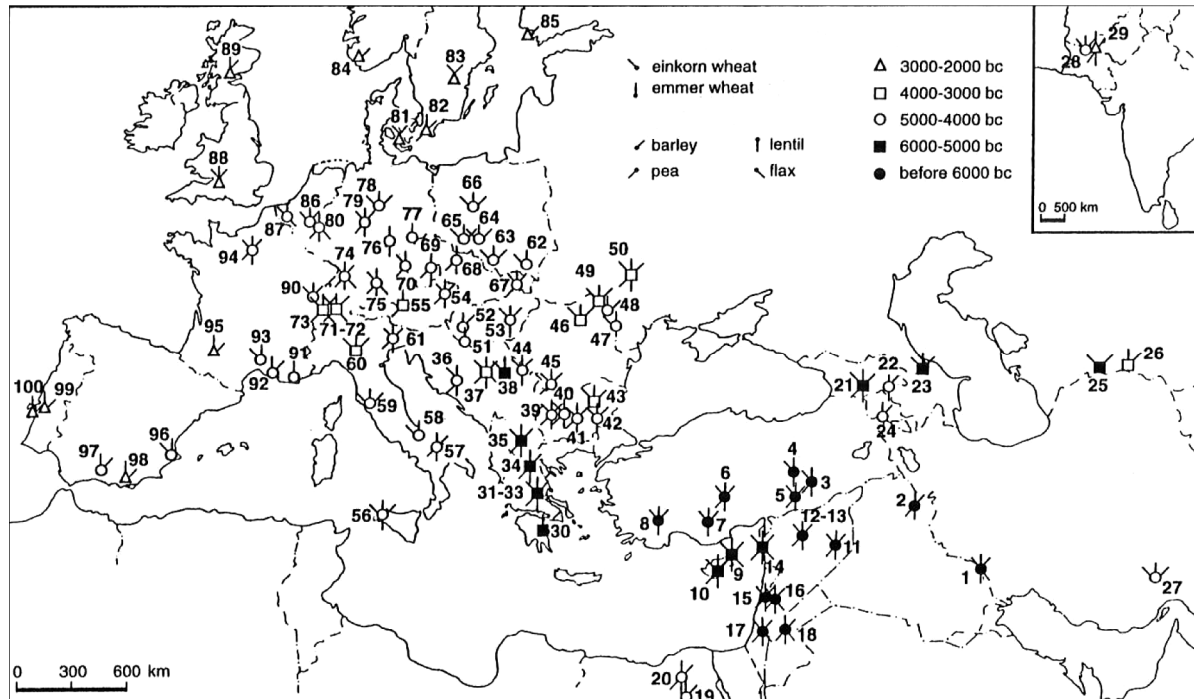 einkorn wheat
emmer wheat
barley
pea
lentil
flax
3000-2000 bc
4000-3000 bc
5000-4000 bc
6000-5000 bc
before 6000 bc
28 29
0 500 km
85
89
84 83
81 82
88
78 66
86 79 77 65 64
87 80 76 63 62
94 69 68 50
74 67 49
90 75 70 54 48
73 55 46 47
71-72 52 53
95 93 61 51
60 36 44 45
92 91 37 38 22 26
21 23 25
100 99 59 40 43
39 41 42 24
58 35
96 57 34 4
97 98 6 3
31-33 5 2
12-13
56 30 8 7 11
9 14 1
10 27
15 16
17 18
20
19
0 300 600 km